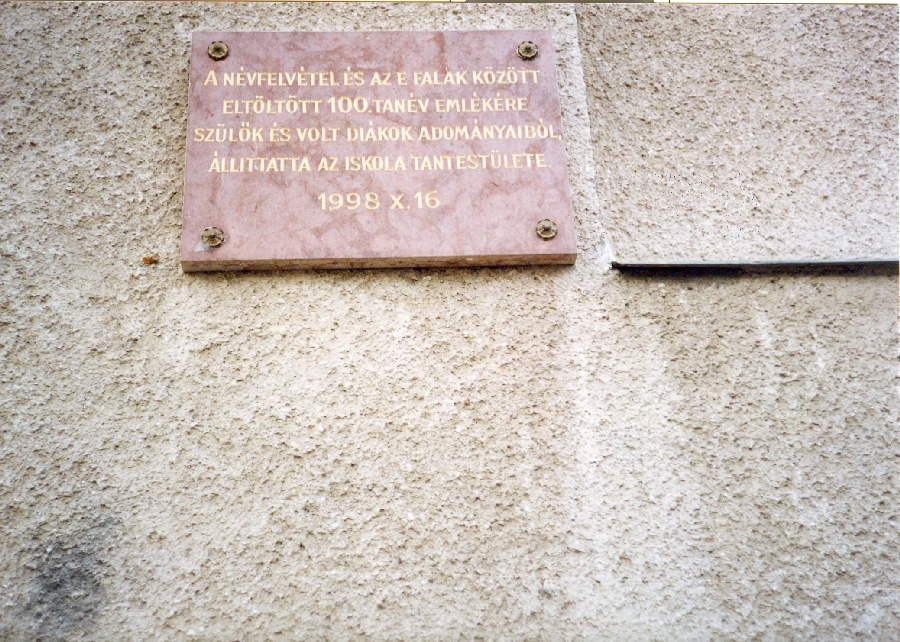 A NÉVFELVÉTEL ÉS AZ E FALAK KÖZÖTT
ELTÖLTÖTT 100. TANÉV EMLÉKÉRE
SZÜLŐK ÉS VOLT DIÁKOK ADOMÁNYAIBÓL,
ÁLLITTATTA AZ ISKOLA TANTESTÜLETE.
1998 X.16